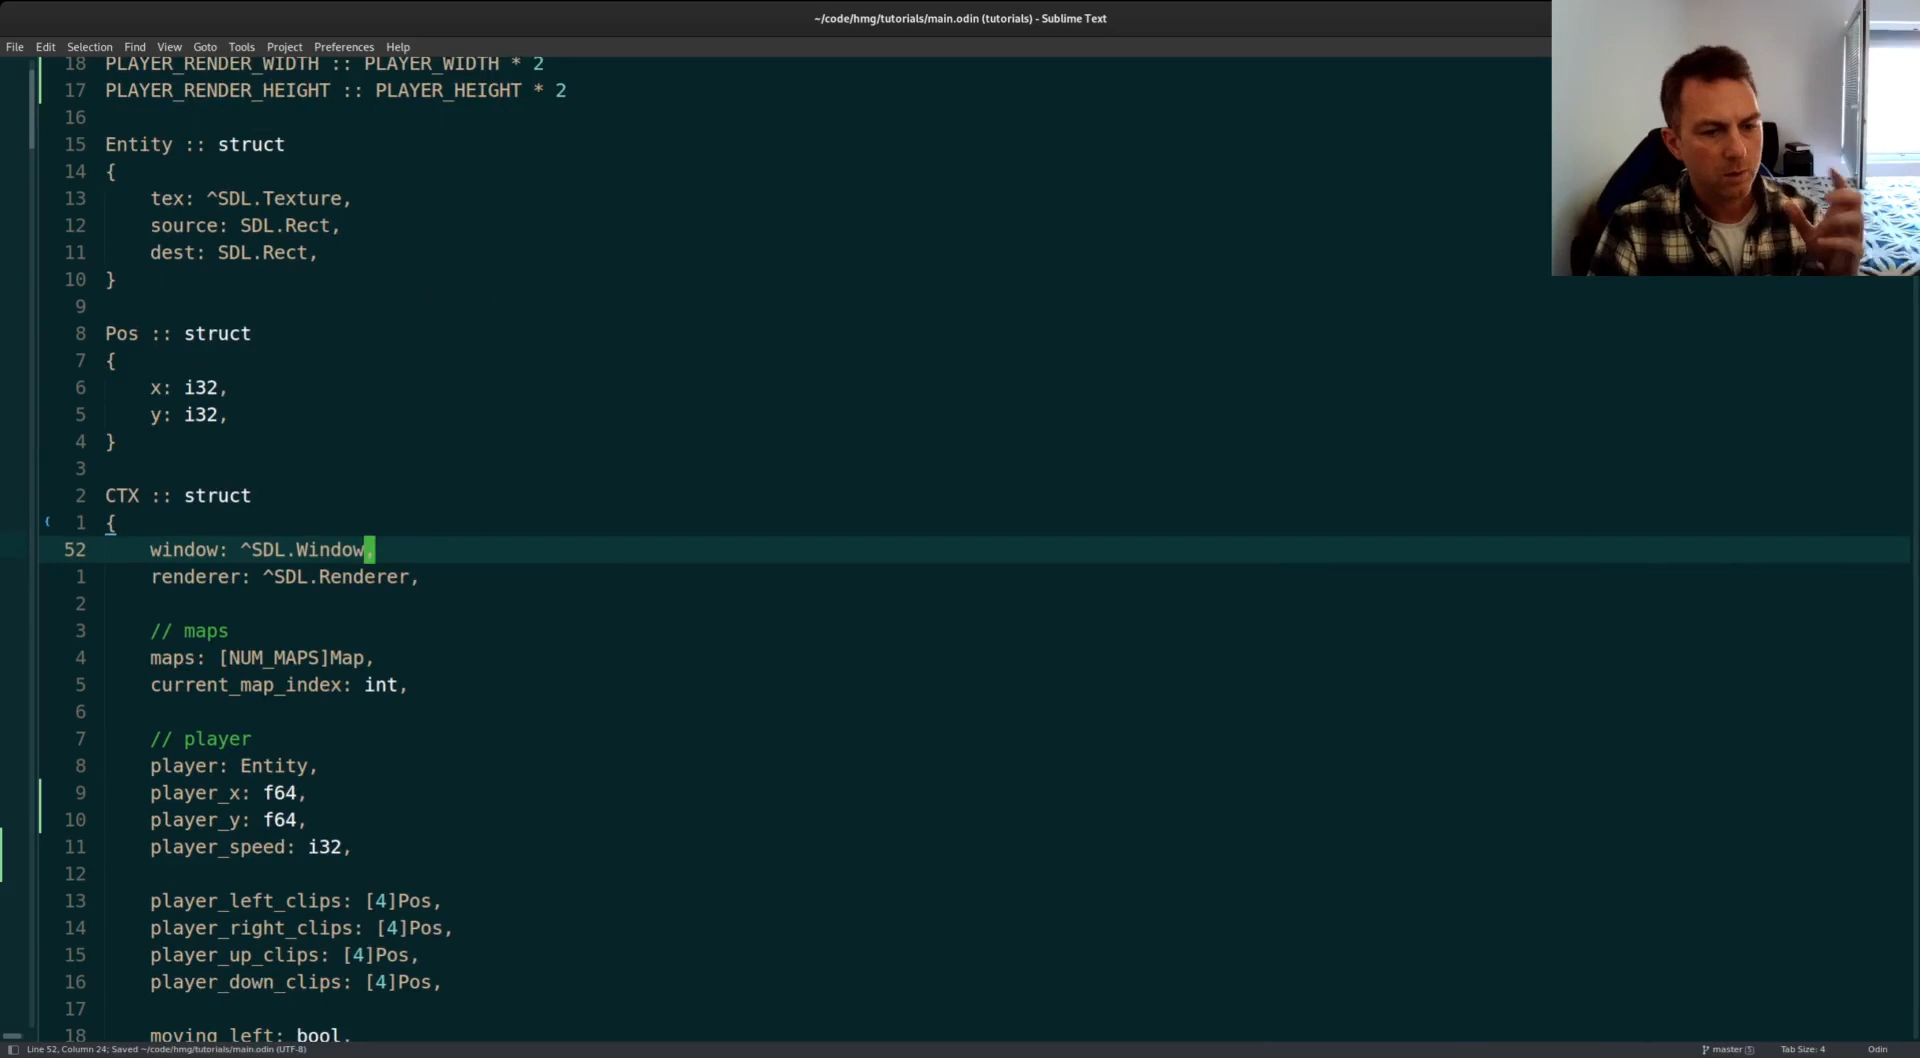 ~/code/hmg/tutorials/main.odin (tutorials) - Sublime Text
File Edit Selection Find View Goto Tools Project Preferences Help
18 PLAYER_RENDER_WIDTH :: PLAYER_WIDTH * 2
17 PLAYER_RENDER_HEIGHT :: PLAYER_HEIGHT * 2
16
15 Entity :: struct
14 {
13 tex: ^SDL.Texture,
12 source: SDL.Rect,
11 dest: SDL.Rect,
10 }
9
8 Pos :: struct
7 {
6 x: i32,
5 y: i32,
4 }
3
2 CTX :: struct
{ 1 {
52 window: ^SDL.Window,
1 renderer: ^SDL.Renderer,
2
3 // maps
4 maps: [NUM_MAPS]Map,
5 current_map_index: int,
6
7 // player
8 player: Entity,
9 player_x: f64,
10 player_y: f64,
11 player_speed: i32,
12
13 player_left_clips: [4]Pos,
14 player_right_clips: [4]Pos,
15 player_up_clips: [4]Pos,
16 player_down_clips: [4]Pos,
17
18 moving_left: bool,
Line 52, Column 24; Saved ~/code/hmg/tutorials/main.odin (UTF-8) master 5 Tab Size: 4 Odin